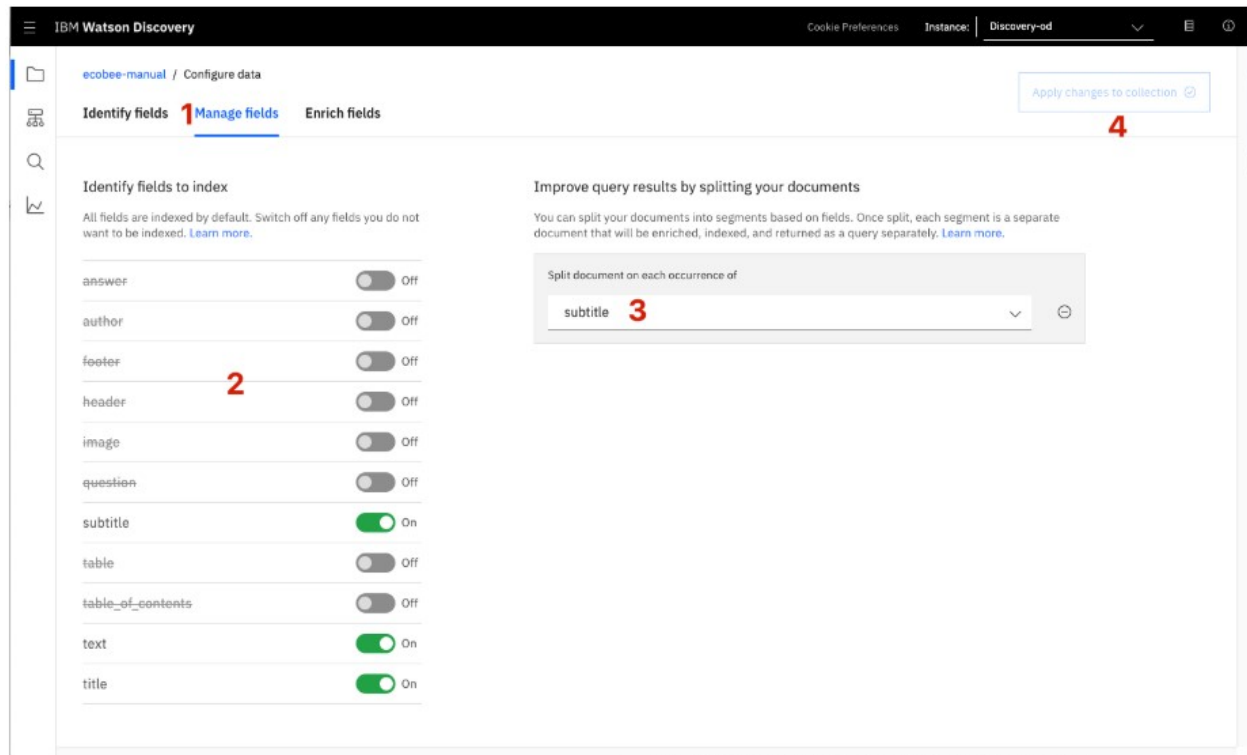 IBM Watson Discovery
Cookie Preferences
Instance:
Discovery-od
ecobee-manual / Configure data
Apply changes to collection
Identify fields
1
Manage fields
Enrich fields
4
Identify fields to index
All fields are indexed by default. Switch off any fields you do not
want to be indexed. Learn more.
answer Off
author Off
footer Off
2
header Off
image Off
question Off
subtitle On
table Off
table_of_contents Off
text On
title On
Improve query results by splitting your documents
You can split your documents into segments based on fields. Once split, each segment is a separate
document that will be enriched, indexed, and returned as a query separately. Learn more.
Split document on each occurrence of
subtitle 3